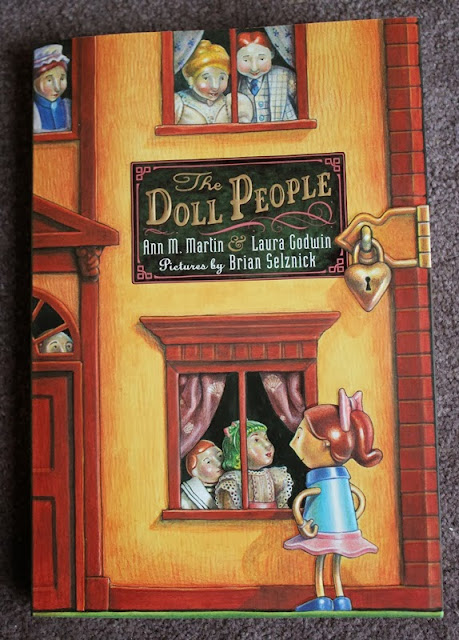 The
DOLL PEOPLE
Ann M. Martin & Laura Godwin
Pictures by Brian Selznick